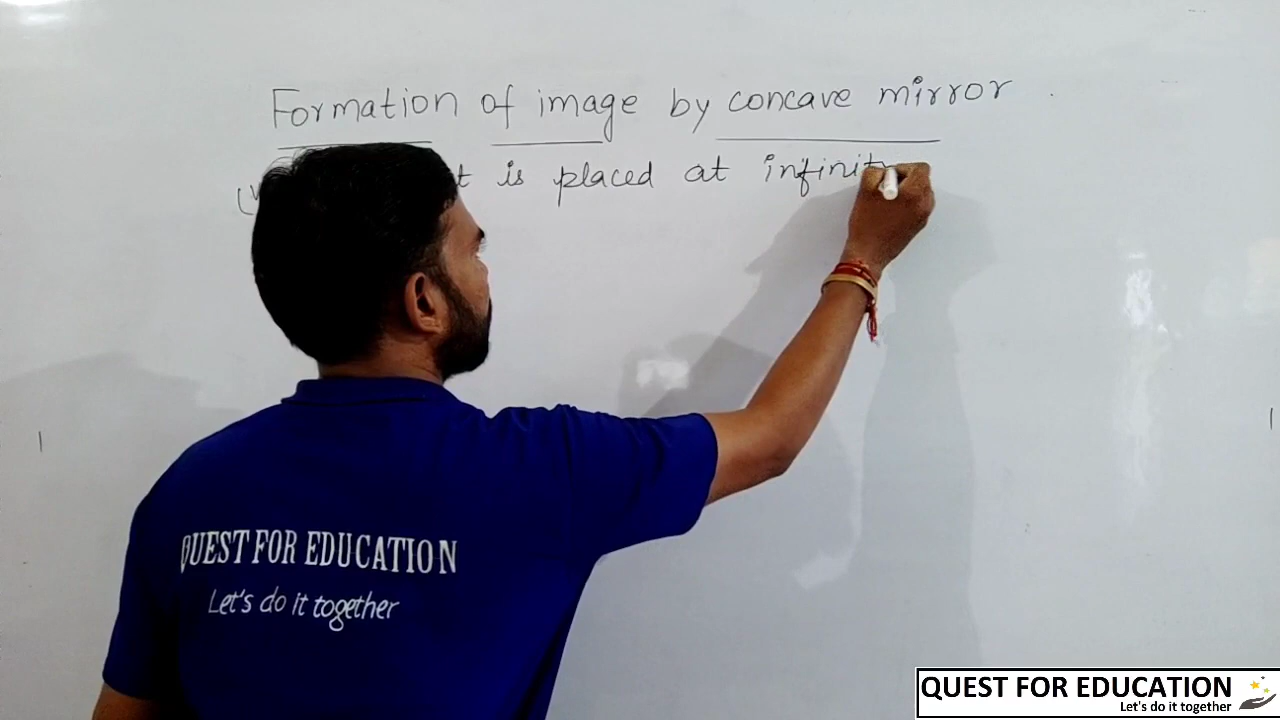 Formation of image by concave mirror
is placed at infinity
QUEST FOR EDUCATION
Let's do it together
QUEST FOR EDUCATION
Let's do it together